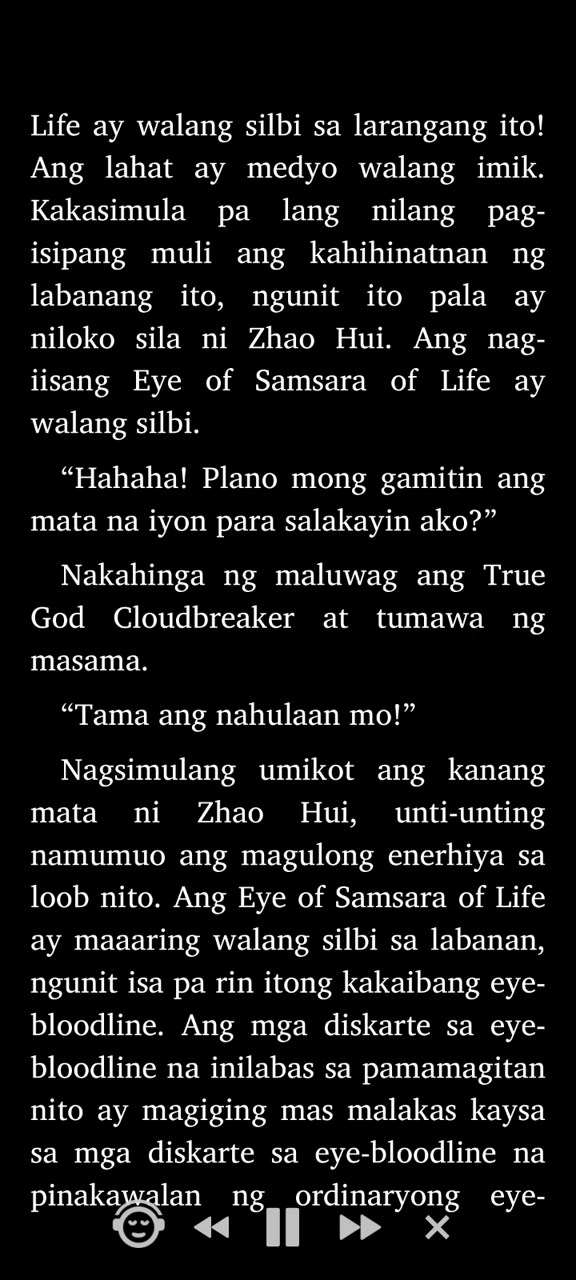 Life ay walang silbi sa larangang ito!
Ang lahat ay medyo walang imik.
Kakasimula pa lang nilang pag-
isipang muli ang kahihinatnan ng
labanang ito, ngunit ito pala ay
niloko sila ni Zhao Hui. Ang nag-
iisang Eye of Samsara of Life ay
walang silbi.
“Hahaha! Plano mong gamitin ang
mata na iyon para salakayin ako?”
Nakahinga ng maluwag ang True
God Cloudbreaker at tumawa ng
masama.
“Tama ang nahulaan mo!”
Nagsimulang umikot ang kanang
mata ni Zhao Hui, unti-unting
namumuo ang magulong enerhiya sa
loob nito. Ang Eye of Samsara of Life
ay maaaring walang silbi sa labanan,
ngunit isa pa rin itong kakaibang eye-
bloodline. Ang mga diskarte sa eye-
bloodline na inilabas sa pamamagitan
nito ay magiging mas malakas kaysa
sa mga diskarte sa eye-bloodline na
pinakawalan ng ordinaryong eye-